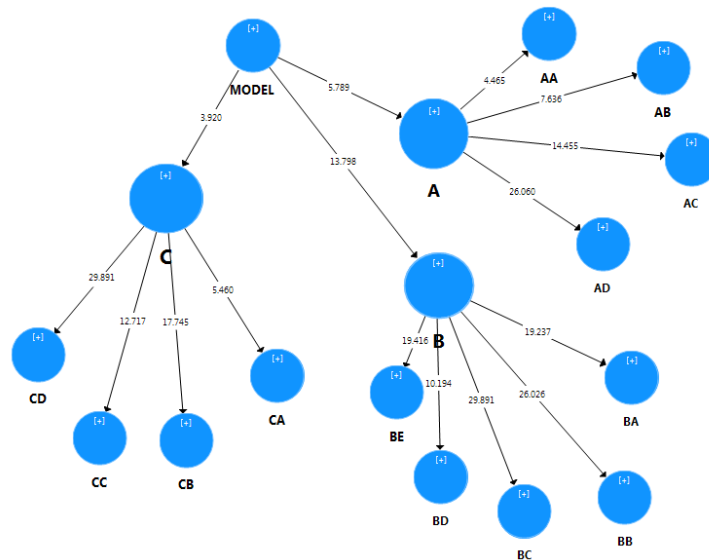 [+]
MODEL
[+]
AA
[+]
AB
[+]
A
[+]
AC
[+]
AD
[+]
C
[+]
B
[+]
CD
[+]
CC
[+]
CB
[+]
CA
[+]
BE
[+]
BD
[+]
BC
[+]
BB
[+]
BA
3.920
5.789
13.798
4.465
7.636
14.455
26.060
29.891
12.717
17.745
5.460
19.416
10.194
29.891
26.026
19.237